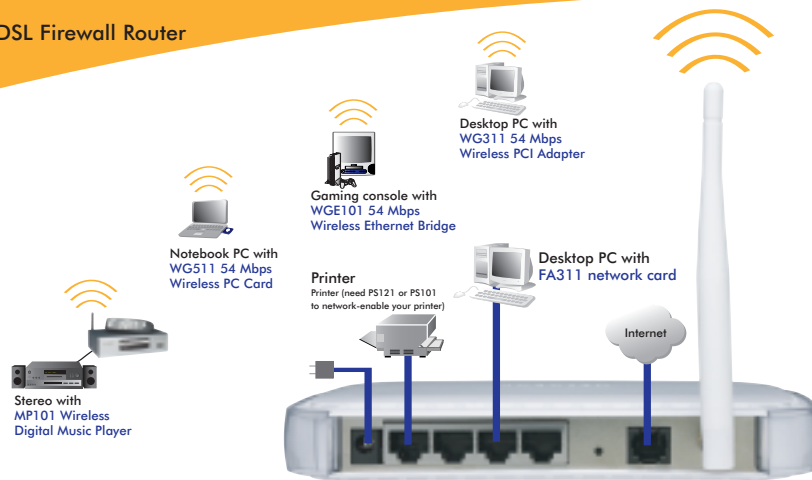 DSL Firewall Router
Desktop PC with
WG311 54 Mbps
Wireless PCI Adapter
Gaming console with
WGE101 54 Mbps
Wireless Ethernet Bridge
Notebook PC with
WG511 54 Mbps
Wireless PC Card
Desktop PC with
FA311 network card
Printer
Printer (need PS121 or PS101
to network-enable your printer)
Internet
Stereo with
MP101 Wireless
Digital Music Player